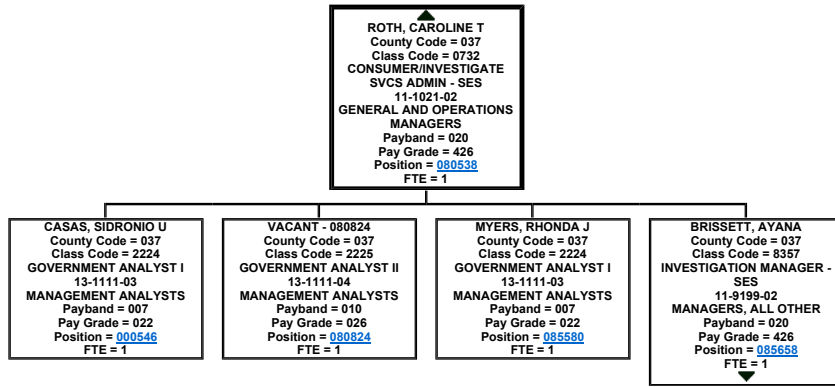 ROTH, CAROLINE T
County Code = 037
Class Code = 0732
CONSUMER/INVESTIGATE
SVCS ADMIN - SES
11-1021-02
GENERAL AND OPERATIONS
MANAGERS
Payband = 020
Pay Grade = 426
Position = 080538
FTE = 1
CASAS, SIDRONIO U
County Code = 037
Class Code = 2224
GOVERNMENT ANALYST I
13-1111-03
MANAGEMENT ANALYSTS
Payband = 007
Pay Grade = 022
Position = 000546
FTE = 1
VACANT - 080824
County Code = 037
Class Code = 2225
GOVERNMENT ANALYST II
13-1111-04
MANAGEMENT ANALYSTS
Payband = 010
Pay Grade = 026
Position = 080824
FTE = 1
MYERS, RHONDA J
County Code = 037
Class Code = 2224
GOVERNMENT ANALYST I
13-1111-03
MANAGEMENT ANALYSTS
Payband = 007
Pay Grade = 022
Position = 085580
FTE = 1
BRISSETT, AYANA
County Code = 037
Class Code = 8357
INVESTIGATION MANAGER -
SES
11-9199-02
MANAGERS, ALL OTHER
Payband = 020
Pay Grade = 426
Position = 085658
FTE = 1